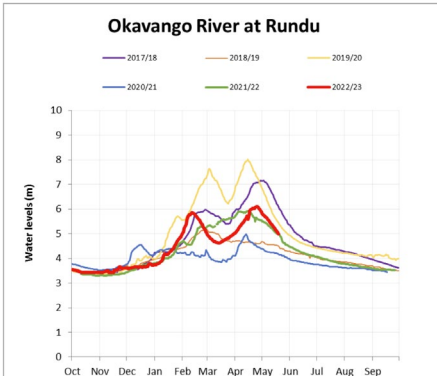 Okavango River at Rundu
2017/18 2018/19 2019/20
2020/21 2021/22 2022/23
Water levels (m)
10
9
8
7
6
5
4
3
2
1
0
Oct Nov Dec Jan Feb Mar Apr May Jun Jul Aug Sep